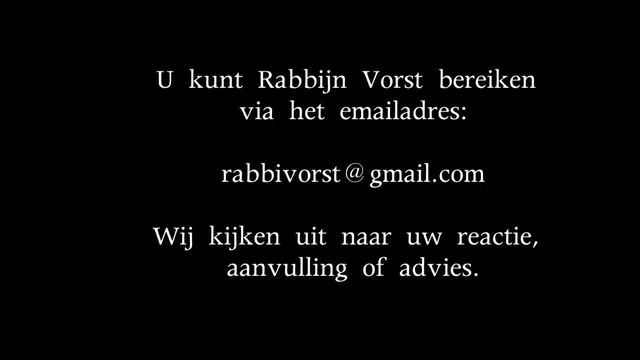 U kunt Rabbijn Vorst bereiken
via het emailadres:
rabbivorst@gmail.com
Wij kijken uit naar uw reactie,
aanvulling of advies.